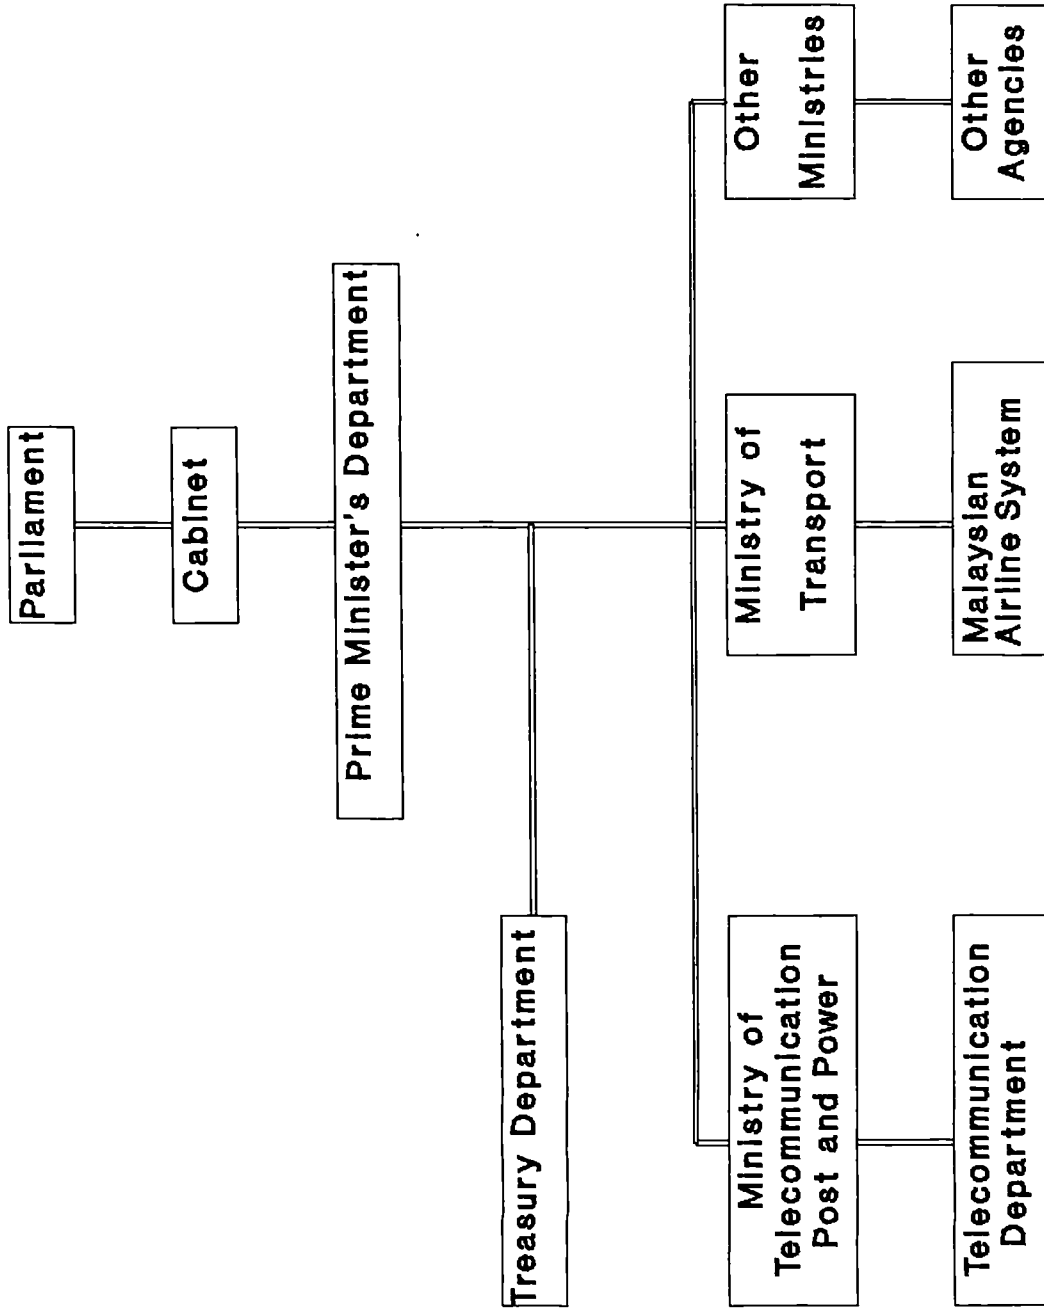 Parliament
Cabinet
Prime Minister's Department
Treasury Department
Ministry of
Telecommunication
Post and Power
Ministry of
Transport
Other
Ministries
Telecommunication
Department
Malaysian
Airline System
Other
Agencies